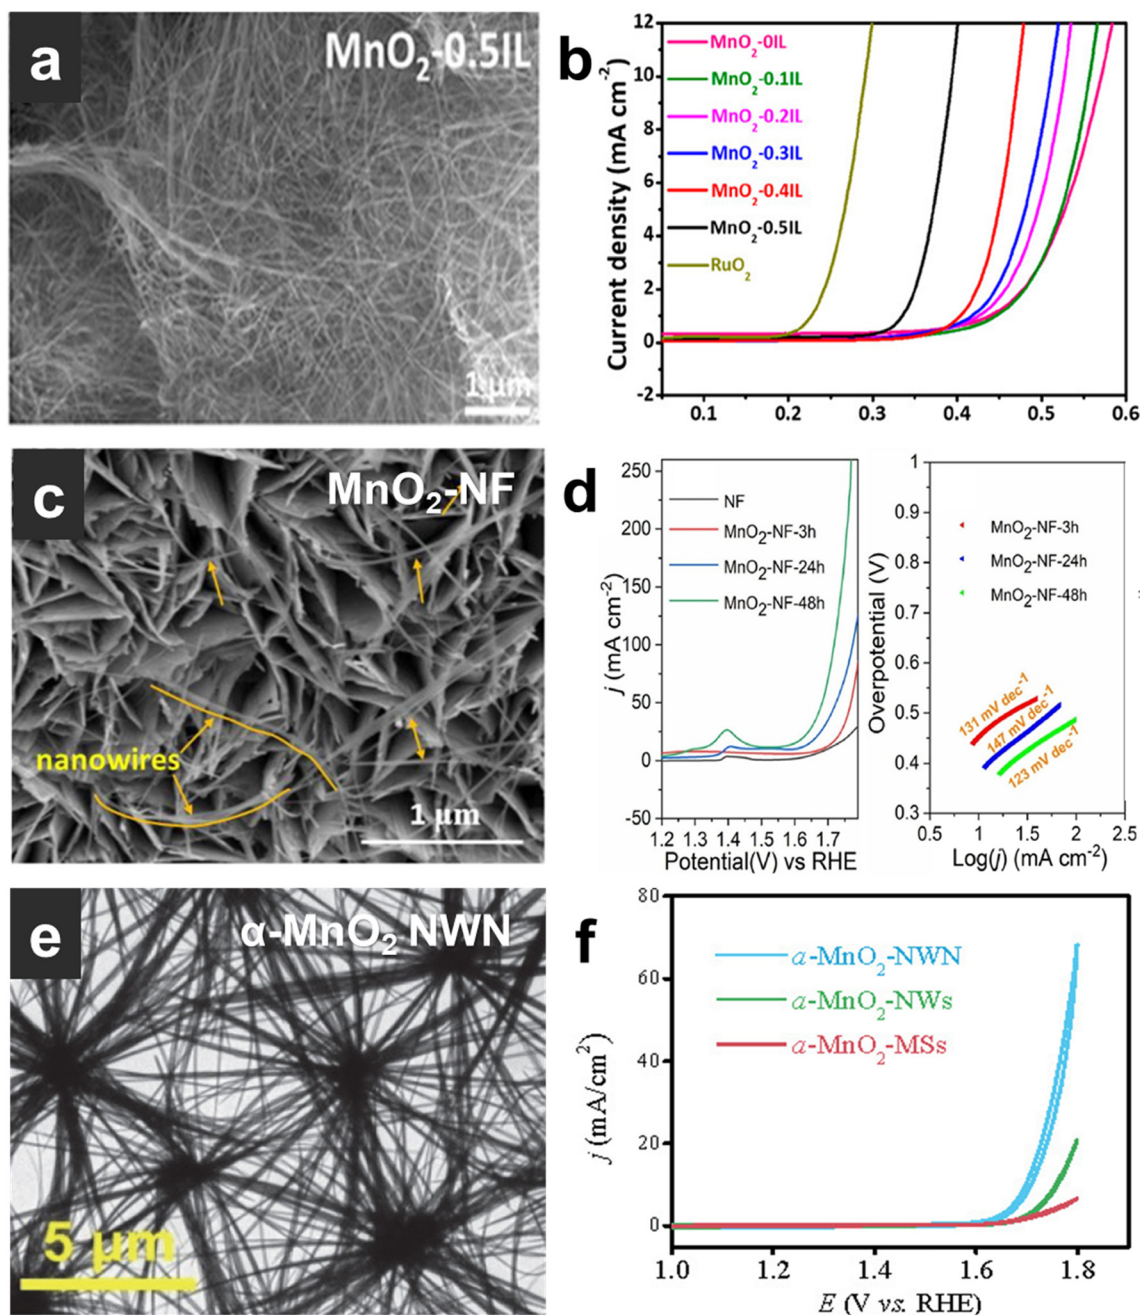 a
MnO2-0.5IL
1 µm
b
Current density (mA cm-2)
12
10
8
6
4
2
0
-2
MnO2-0IL
MnO2-0.1IL
MnO2-0.2IL
MnO2-0.3IL
MnO2-0.4IL
MnO2-0.5IL
RuO2
0.1 0.2 0.3 0.4 0.5 0.6
c
MnO2-NF
nanowires
1 µm
d
j (mA cm-2)
250
200
150
100
50
0
-50
NF
MnO2-NF-3h
MnO2-NF-24h
MnO2-NF-48h
1.2 1.3 1.4 1.5 1.6 1.7
Potential(V) vs RHE
Overpotential (V)
1
0.9
0.8
0.7
0.6
0.5
0.4
0.3
MnO2-NF-3h
MnO2-NF-24h
MnO2-NF-48h
131 mV dec-1
147 mV dec-1
123 mV dec-1
0.5 1 1.5 2 2.5
Log(j) (mA cm-2)
e
α-MnO2 NWN
5 µm
f
j (mA/cm2)
80
60
40
20
0
α-MnO2-NWN
α-MnO2-NWs
α-MnO2-MSs
1.0 1.2 1.4 1.6 1.8
E (V vs. RHE)